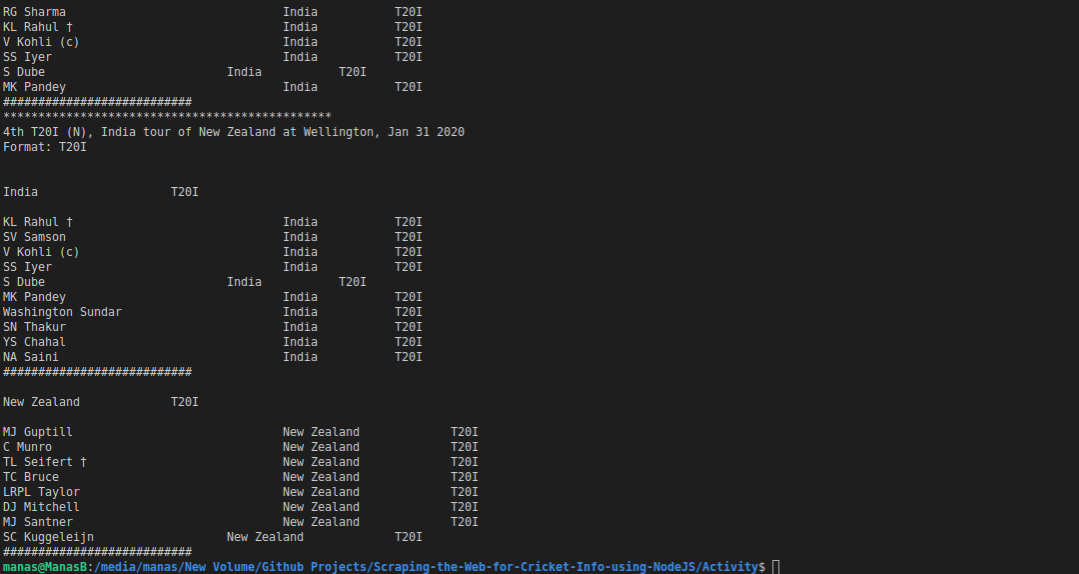 RG Sharma India T20I
KL Rahul † India T20I
V Kohli (c) India T20I
SS Iyer India T20I
S Dube India T20I
MK Pandey India T20I
###########################
***********************************************
4th T20I (N), India tour of New Zealand at Wellington, Jan 31 2020
Format: T20I
India T20I
KL Rahul † India T20I
SV Samson India T20I
V Kohli (c) India T20I
SS Iyer India T20I
S Dube India T20I
MK Pandey India T20I
Washington Sundar India T20I
SN Thakur India T20I
YS Chahal India T20I
NA Saini India T20I
###########################
New Zealand T20I
MJ Guptill New Zealand T20I
C Munro New Zealand T20I
TL Seifert † New Zealand T20I
TC Bruce New Zealand T20I
LRPL Taylor New Zealand T20I
DJ Mitchell New Zealand T20I
MJ Santner New Zealand T20I
SC Kuggeleijn New Zealand T20I
###########################
manas@ManasB:/media/manas/New Volume/Github Projects/Scraping-the-Web-for-Cricket-Info-using-NodeJS/Activity$